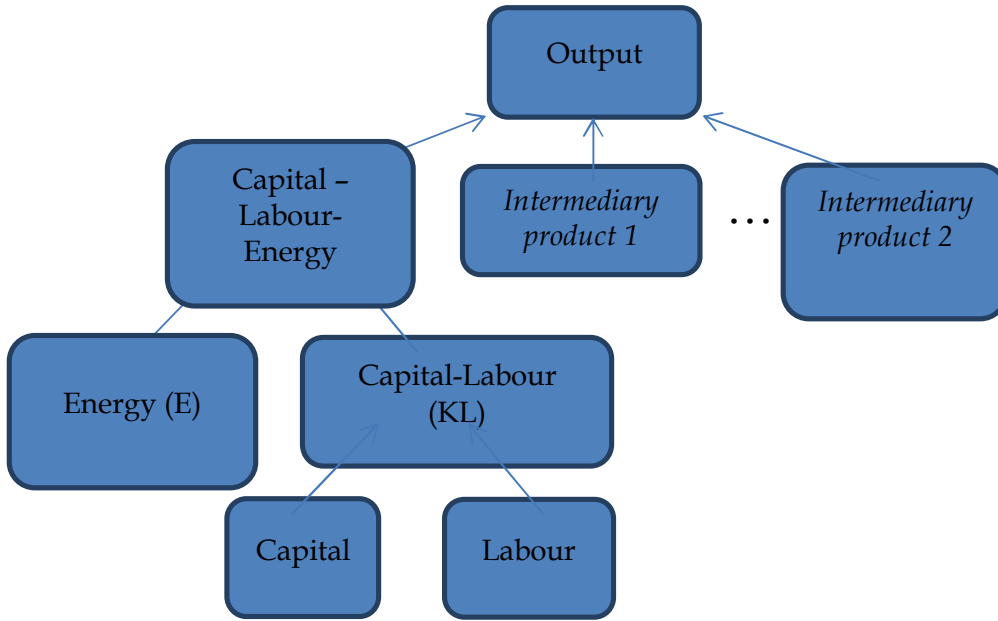 Output
Capital –
Labour-
Energy
Intermediary
product 1
...
Intermediary
product 2
Energy (E)
Capital-Labour
(KL)
Capital
Labour